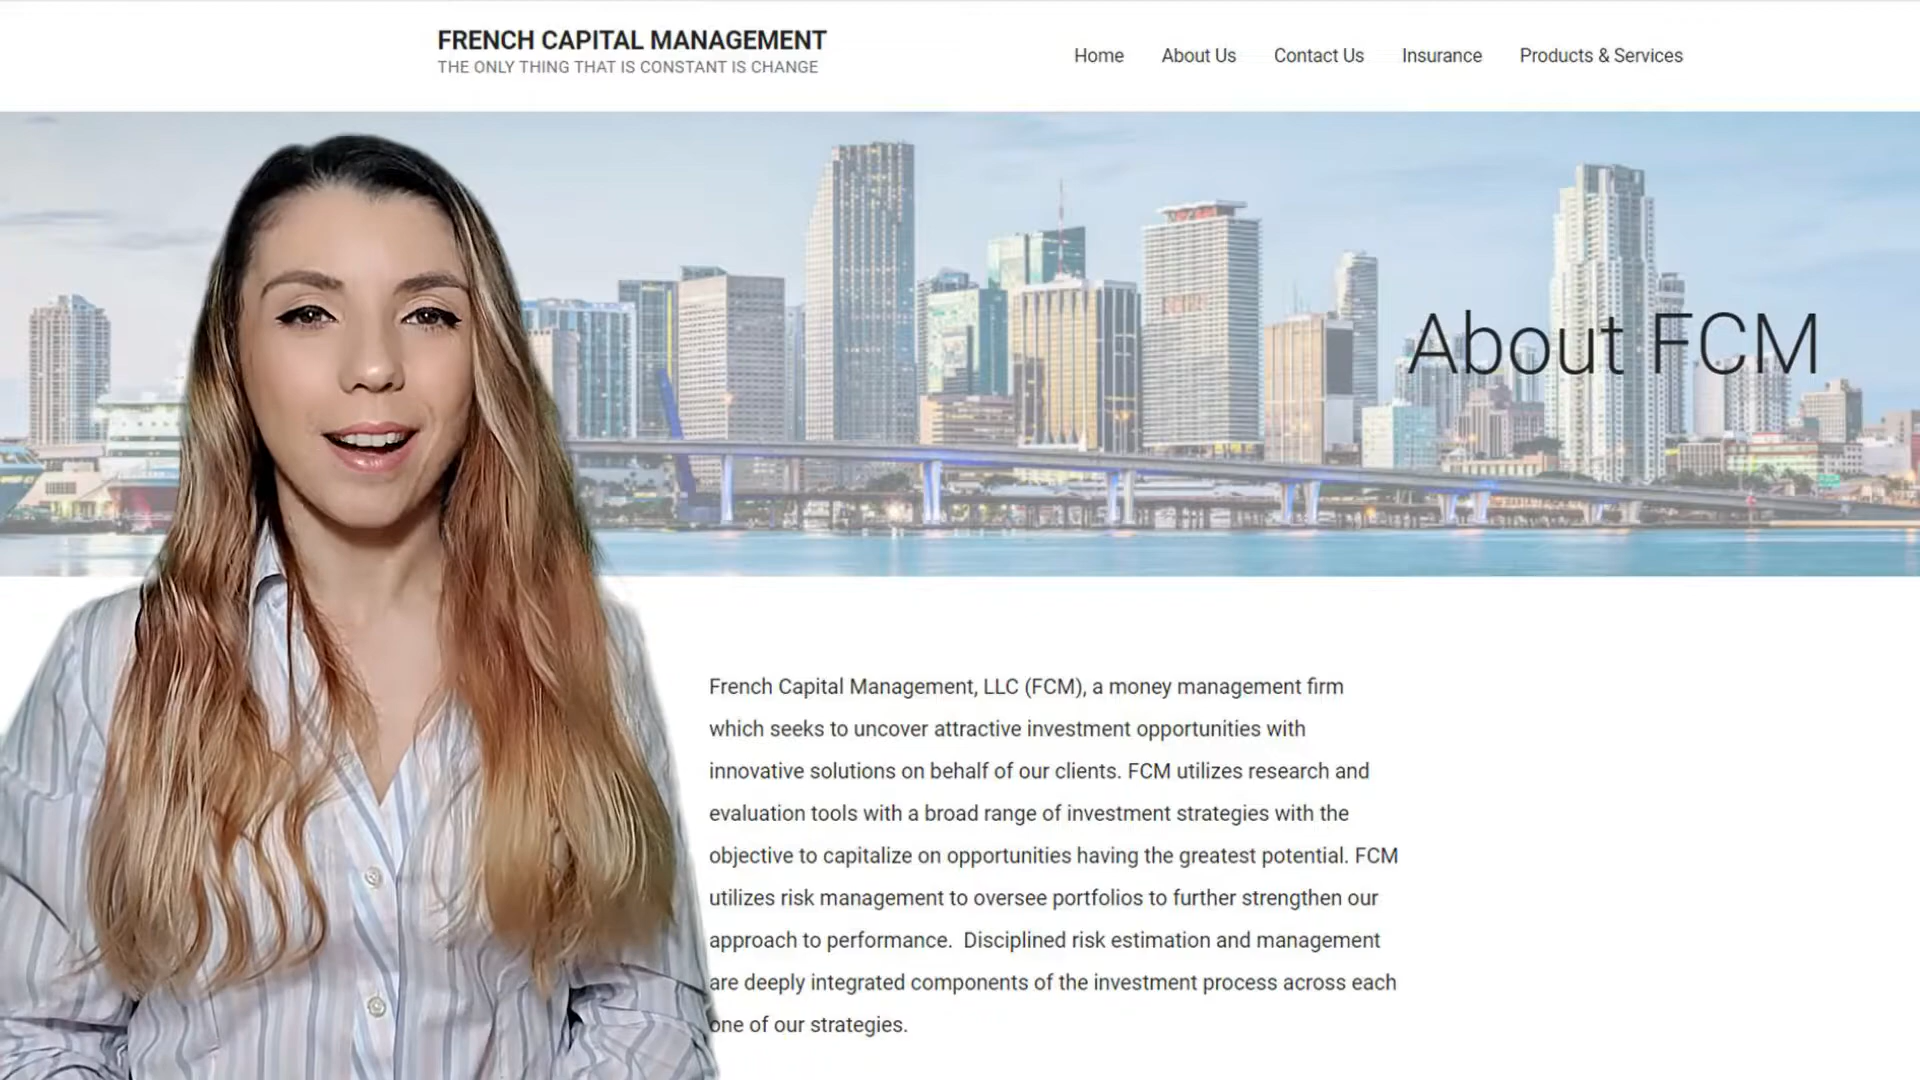 FRENCH CAPITAL MANAGEMENT
THE ONLY THING THAT IS CONSTANT IS CHANGE
Home About Us Contact Us Insurance Products & Services
About FCM
French Capital Management, LLC (FCM), a money management firm
which seeks to uncover attractive investment opportunities with
innovative solutions on behalf of our clients. FCM utilizes research and
evaluation tools with a broad range of investment strategies with the
objective to capitalize on opportunities having the greatest potential. FCM
utilizes risk management to oversee portfolios to further strengthen our
approach to performance.  Disciplined risk estimation and management
are deeply integrated components of the investment process across each
one of our strategies.